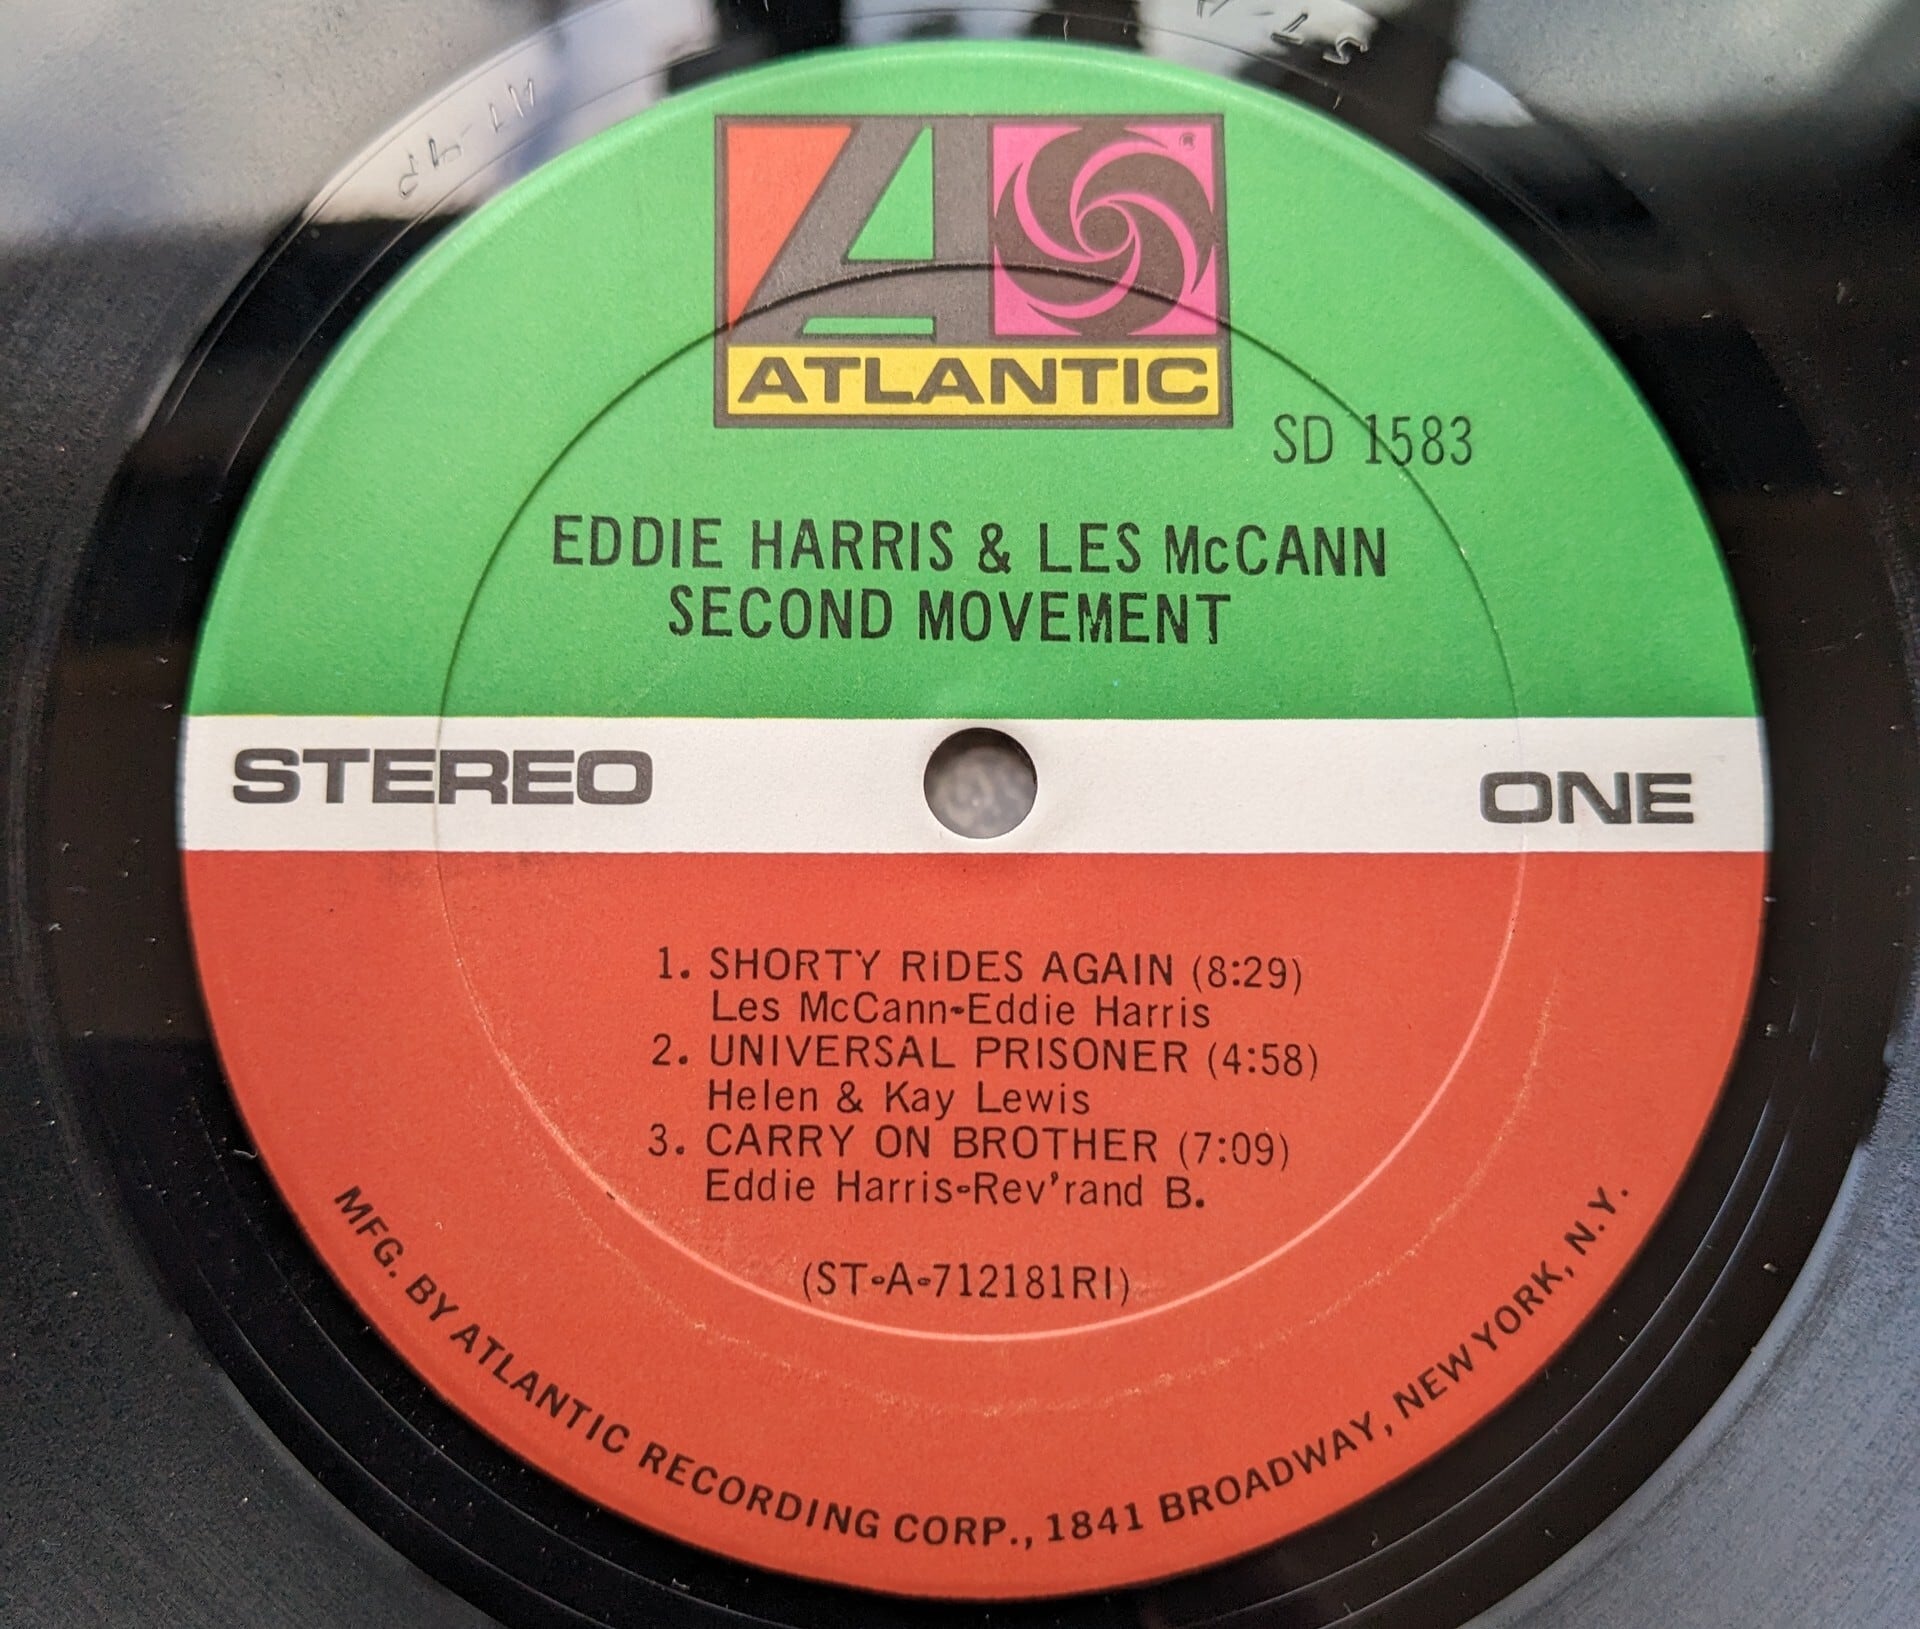 ATLANTIC
®
SD 1583
EDDIE HARRIS & LES McCANN
SECOND MOVEMENT
STEREO
ONE
1. SHORTY RIDES AGAIN (8:29)
Les McCann-Eddie Harris
2. UNIVERSAL PRISONER (4:58)
Helen & Kay Lewis
3. CARRY ON BROTHER (7:09)
Eddie Harris-Rev'rand B.
(ST-A-712181RI)
MFG. BY ATLANTIC RECORDING CORP., 1841 BROADWAY, NEW YORK, N.Y.